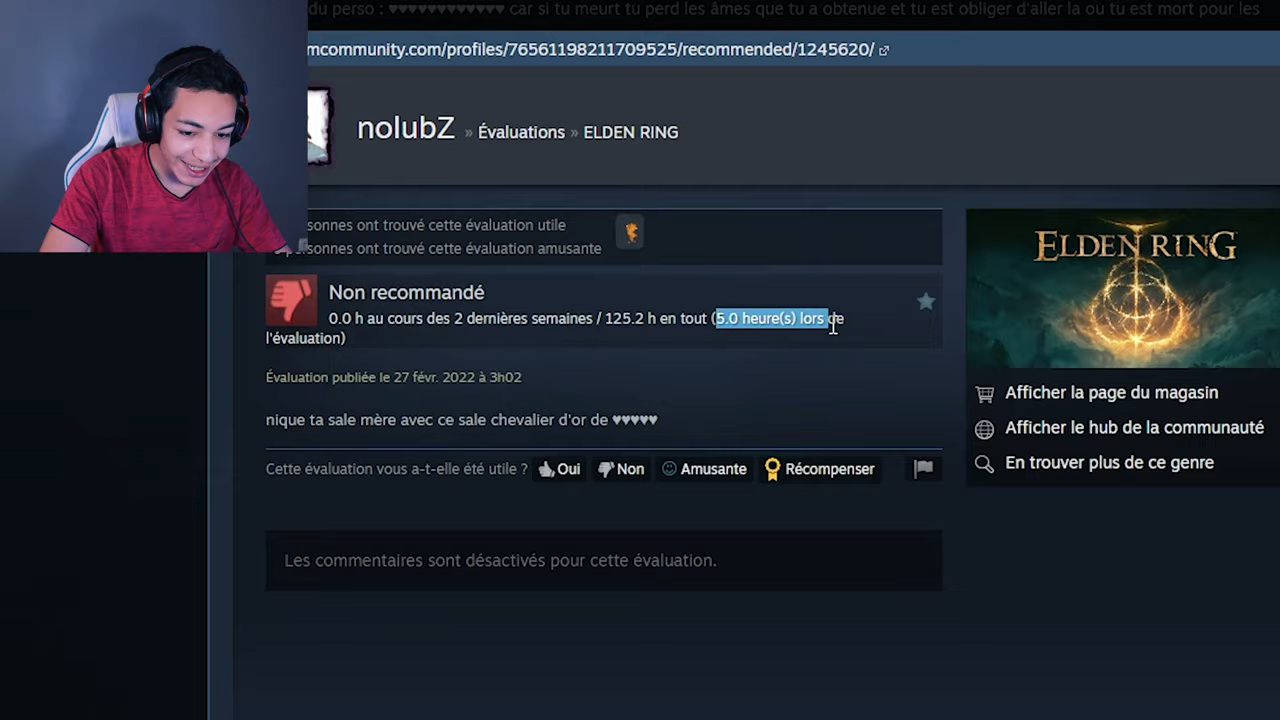 du perso : ♥♥♥♥♥♥♥♥♥♥♥♥ car si tu meurt tu perd les âmes que tu a obtenue et tu est obliger d'aller la ou tu est mort pour les
mcommunity.com/profiles/76561198211709525/recommended/1245620/
nolubZ » Évaluations » ELDEN RING
sonnes ont trouvé cette évaluation utile
personnes ont trouvé cette évaluation amusante
ELDEN RING
Non recommandé
0.0 h au cours des 2 dernières semaines / 125.2 h en tout (5.0 heure(s) lors de
l'évaluation)
Évaluation publiée le 27 févr. 2022 à 3h02
nique ta sale mère avec ce sale chevalier d'or de ♥♥♥♥♥
Cette évaluation vous a-t-elle été utile ? Oui Non Amusante Récompenser
Les commentaires sont désactivés pour cette évaluation.
Afficher la page du magasin
Afficher le hub de la communauté
En trouver plus de ce genre